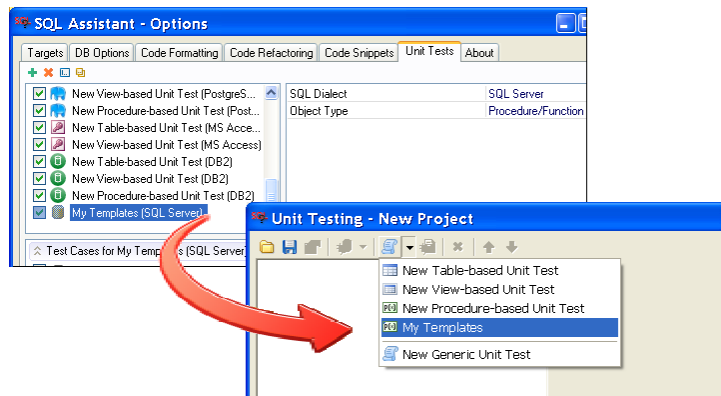 SQL Assistant - Options
Targets DB Options Code Formatting Code Refactoring Code Snippets Unit Tests About
New View-based Unit Test (PostgreS... SQL Dialect SQL Server
New Procedure-based Unit Test (Post... Object Type Procedure/Function
New Table-based Unit Test (MS Acce...
New View-based Unit Test (MS Access)
New Table-based Unit Test (DB2)
New View-based Unit Test (DB2)
New Procedure-based Unit Test (DB2)
My Templates (SQL Server)
Unit Testing - New Project
Test Cases for My Temp s (SQL Server)
New Table-based Unit Test
New View-based Unit Test
New Procedure-based Unit Test
My Templates
New Generic Unit Test